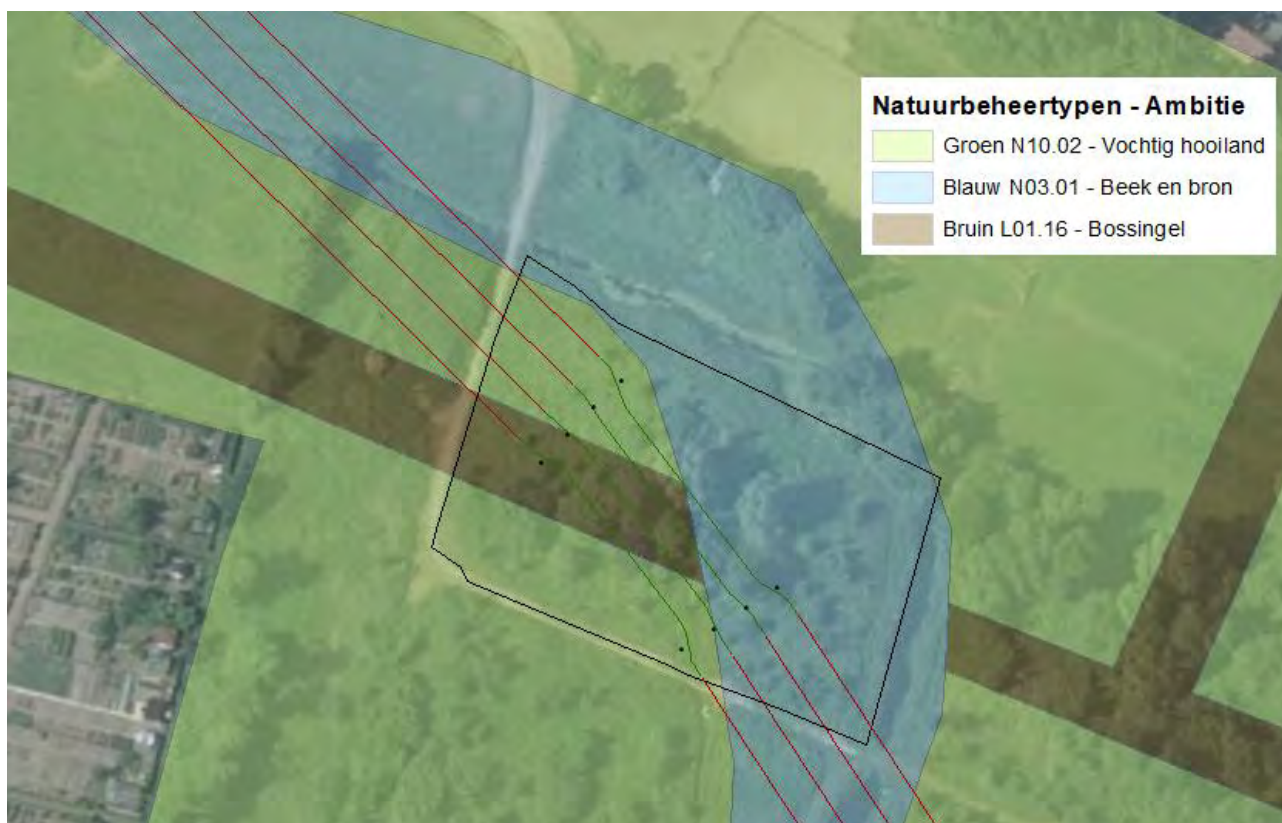 Natuurbeheertypen - Ambitie
Groen N10.02 - Vochtig hooiland
Blauw N03.01 - Beek en bron
Bruin L01.16 - Bossingel